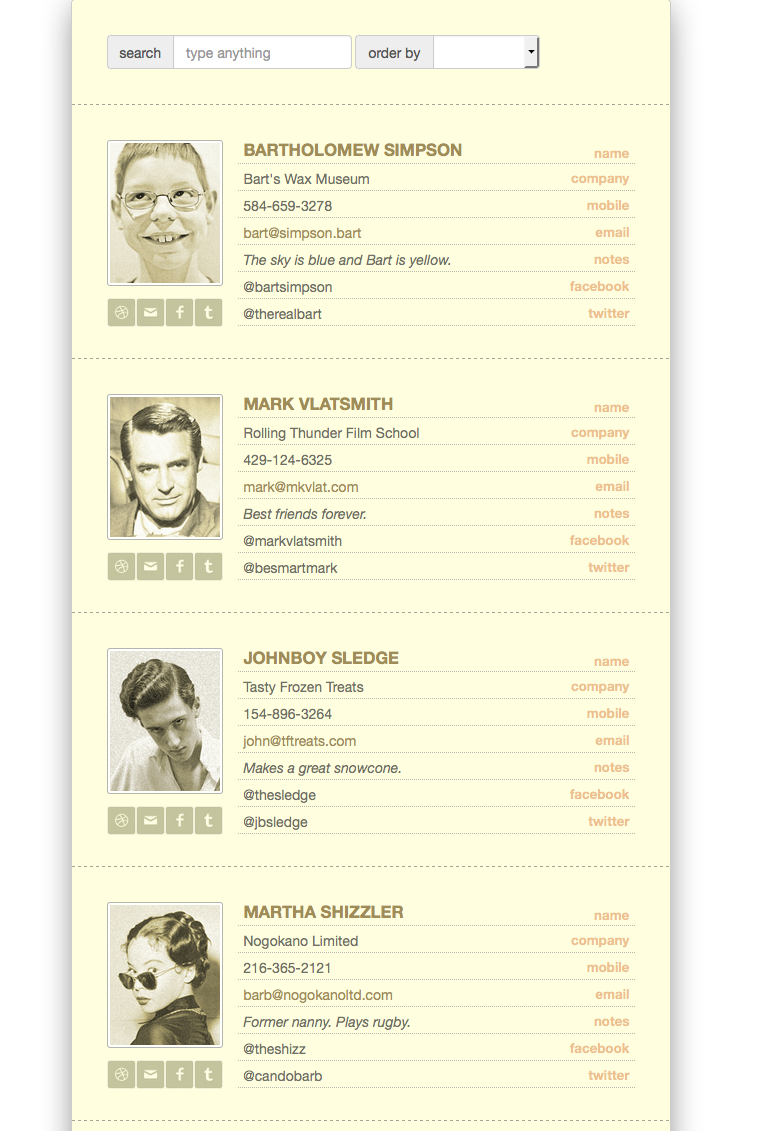 search type anything order by
BARTHOLOMEW SIMPSON name
Bart's Wax Museum company
584-659-3278 mobile
bart@simpson.bart email
The sky is blue and Bart is yellow. notes
@bartsimpson facebook
@therealbart twitter
MARK VLATSMITH name
Rolling Thunder Film School company
429-124-6325 mobile
mark@mkvlat.com email
Best friends forever. notes
@markvlatsmith facebook
@besmartmark twitter
JOHNBOY SLEDGE name
Tasty Frozen Treats company
154-896-3264 mobile
john@tftreats.com email
Makes a great snowcone. notes
@thesledge facebook
@jbsledge twitter
MARTHA SHIZZLER name
Nogokano Limited company
216-365-2121 mobile
barb@nogokanoltd.com email
Former nanny. Plays rugby. notes
@theshizz facebook
@candobarb twitter